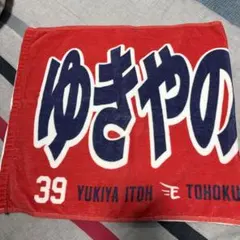 ゆきやの
39 YUKIYA ITOH E TOHOKU